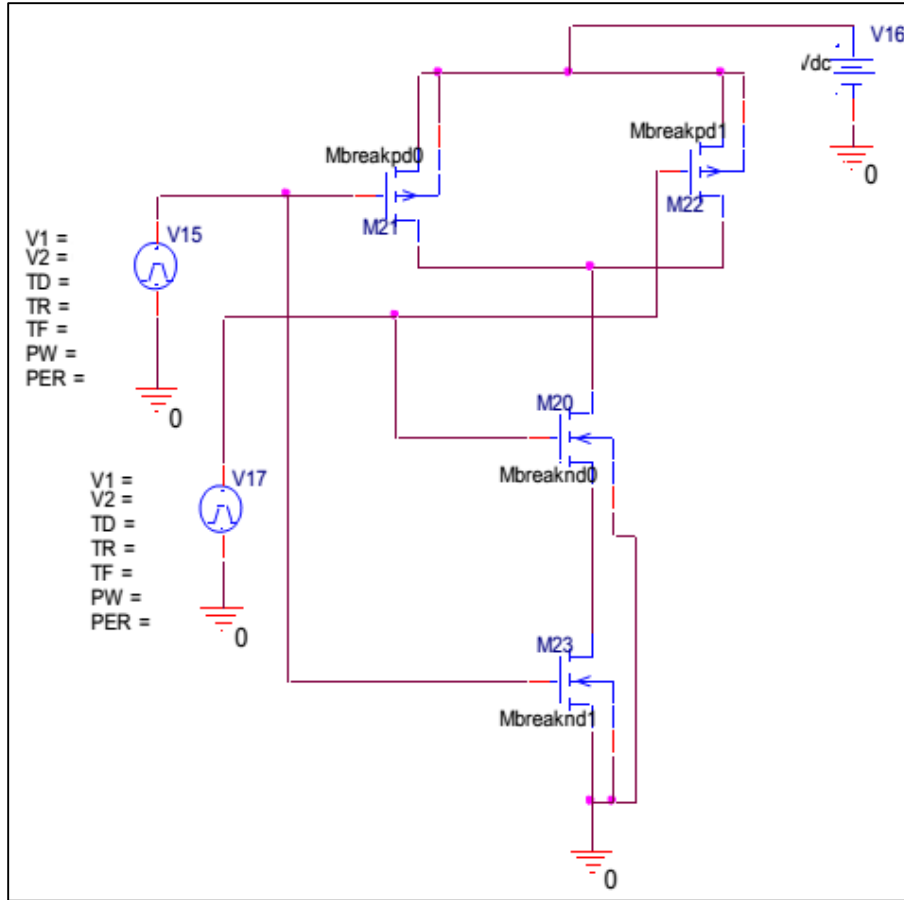 V16
Vdc
0
Mbreakpd0
M21
Mbreakpd1
M22
V15
V1 =
V2 =
TD =
TR =
TF =
PW =
PER =
0
M20
Mbreaknd0
V17
V1 =
V2 =
TD =
TR =
TF =
PW =
PER =
0
M23
Mbreaknd1
0